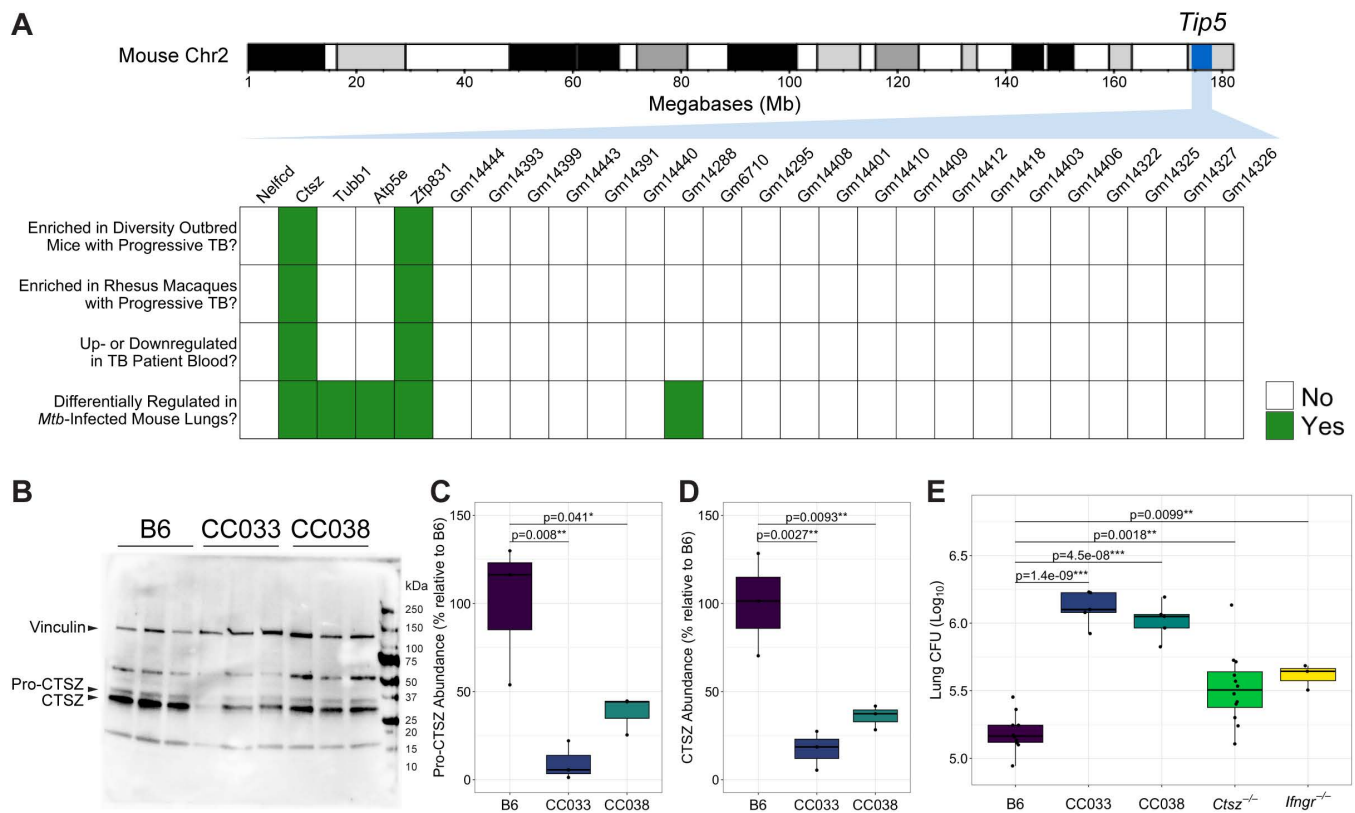 A
Tip5
Mouse Chr2
1 20 40 60 80 100 120 140 160 180
Megabases (Mb)
Nelfcd Ctsz Tubb1 Atp5e Zfp831 Gm14444 Gm14393 Gm14399 Gm14443 Gm14391 Gm14440 Gm14288 Gm6710 Gm14295 Gm14408 Gm14401 Gm14410 Gm14409 Gm14412 Gm14418 Gm14403 Gm14406 Gm14322 Gm14325 Gm14327 Gm14326
Enriched in Diversity Outbred
Mice with Progressive TB?
Enriched in Rhesus Macaques
with Progressive TB?
Up- or Downregulated
in TB Patient Blood?
Differentially Regulated in
Mtb-Infected Mouse Lungs?
No
Yes
B
B6 CC033 CC038
kDa
Vinculin
Pro-CTSZ
CTSZ
250
150
100
75
50
37
25
20
15
10
C
Pro-CTSZ Abundance (% relative to B6)
150
100
50
0
p=0.041*
p=0.008**
B6 CC033 CC038
D
CTSZ Abundance (% relative to B6)
150
100
50
0
p=0.0093**
p=0.0027**
B6 CC033 CC038
E
Lung CFU (Log10)
6.5
6.0
5.5
5.0
p=0.0099**
p=0.0018**
p=4.5e-08***
p=1.4e-09***
B6 CC033 CC038 Ctsz−/− Ifngr−/−